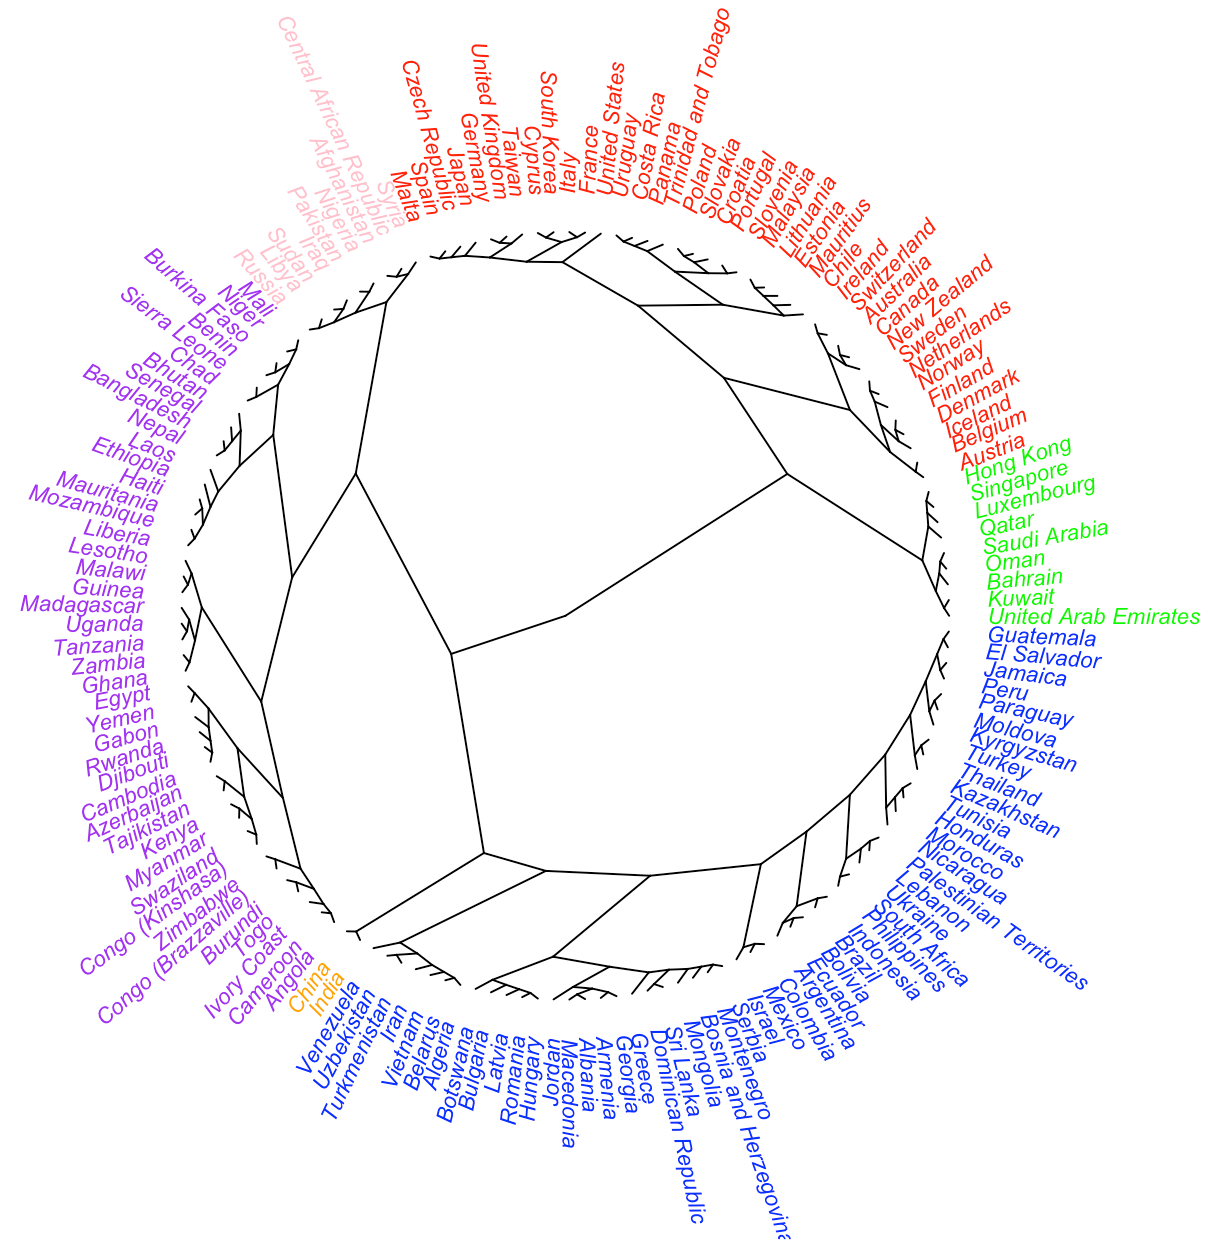 Central African Republic
Afghanistan
Nigeria
Iraq
Pakistan
Syria
Sudan
Libya
Russia
Malta
Spain
Czech Republic
Japan
Germany
United Kingdom
Taiwan
Cyprus
South Korea
Italy
France
United States
Uruguay
Costa Rica
Panama
Trinidad and Tobago
Poland
Slovakia
Croatia
Portugal
Slovenia
Malaysia
Lithuania
Estonia
Mauritius
Chile
Ireland
Switzerland
Australia
Canada
New Zealand
Sweden
Netherlands
Norway
Finland
Denmark
Iceland
Belgium
Austria
Hong Kong
Singapore
Luxembourg
Qatar
Saudi Arabia
Oman
Bahrain
Kuwait
United Arab Emirates
Guatemala
El Salvador
Jamaica
Peru
Paraguay
Moldova
Kyrgyzstan
Turkey
Thailand
Kazakhstan
Tunisia
Honduras
Morocco
Nicaragua
Palestinian Territories
Lebanon
Ukraine
South Africa
Philippines
Indonesia
Brazil
Bolivia
Ecuador
Argentina
Colombia
Mexico
Israel
Serbia
Montenegro
Bosnia and Herzegovina
Mongolia
Sri Lanka
Dominican Republic
Greece
Georgia
Armenia
Albania
Macedonia
Jordan
Hungary
Romania
Latvia
Bulgaria
Botswana
Algeria
Belarus
Vietnam
Iran
Turkmenistan
Uzbekistan
Venezuela
India
China
Angola
Cameroon
Ivory Coast
Togo
Burundi
Congo (Brazzaville)
Zimbabwe
Congo (Kinshasa)
Swaziland
Myanmar
Kenya
Tajikistan
Azerbaijan
Cambodia
Djibouti
Rwanda
Gabon
Yemen
Egypt
Ghana
Zambia
Tanzania
Uganda
Madagascar
Guinea
Malawi
Lesotho
Liberia
Mozambique
Mauritania
Haiti
Ethiopia
Laos
Nepal
Bangladesh
Senegal
Bhutan
Chad
Sierra Leone
Benin
Burkina Faso
Niger
Mali